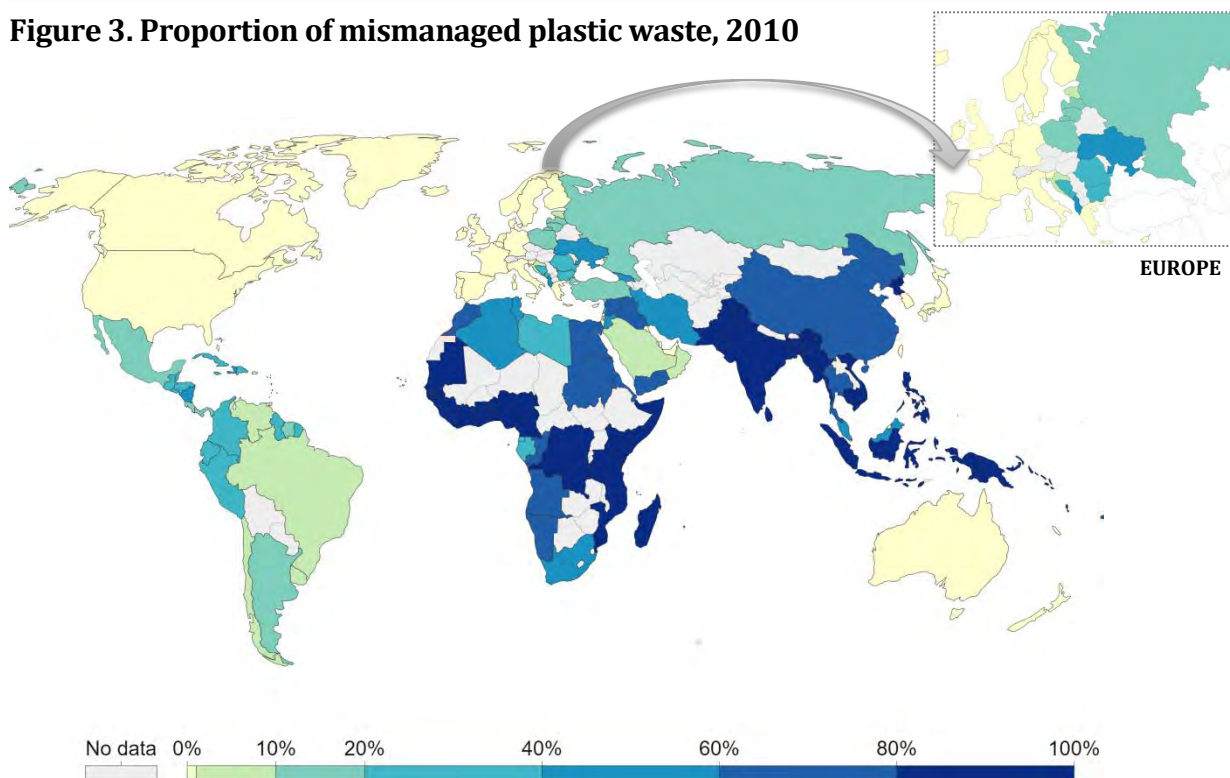 Figure 3. Proportion of mismanaged plastic waste, 2010
EUROPE
No data 0% 10% 20% 40% 60% 80% 100%